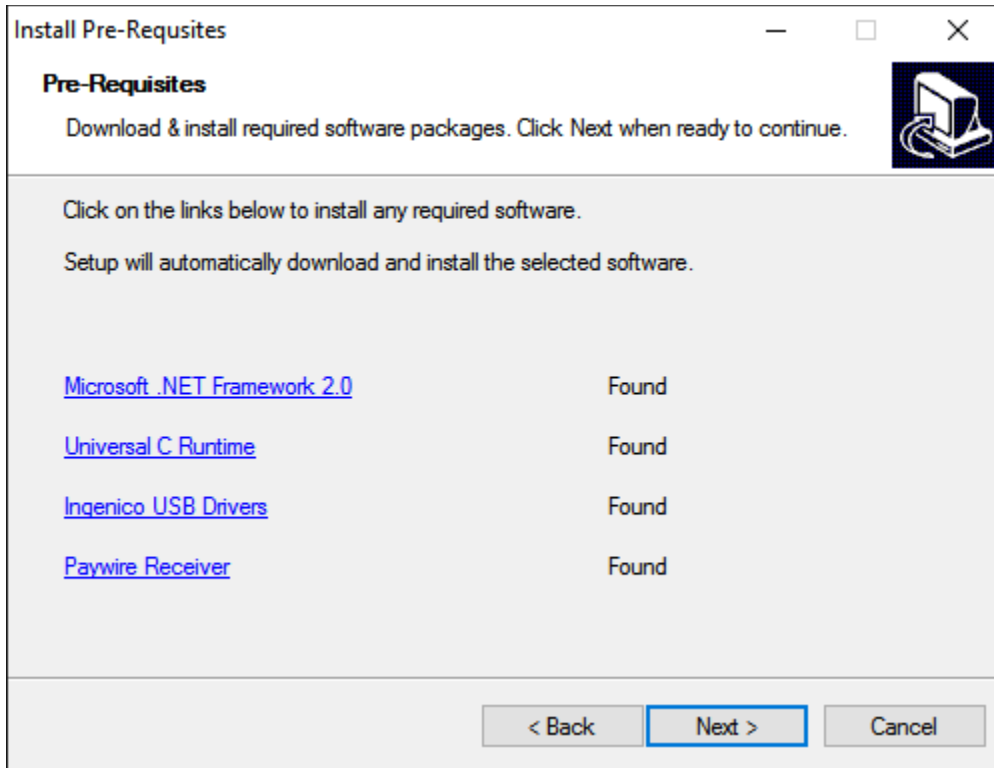 Install Pre-Requsites
Pre-Requisites
Download & install required software packages. Click Next when ready to continue.
Click on the links below to install any required software.
Setup will automatically download and install the selected software.
Microsoft .NET Framework 2.0 Found
Universal C Runtime Found
Ingenico USB Drivers Found
Paywire Receiver Found
< Back Next > Cancel